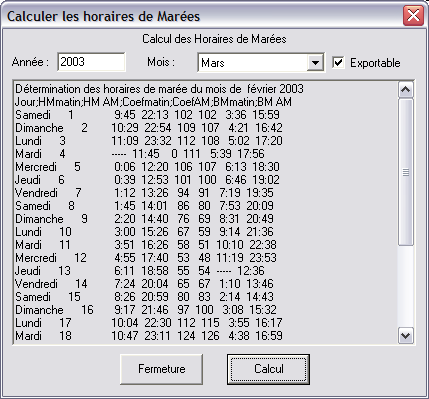 Calculer les horaires de Marées
Calcul des Horaires de Marées
Année : 2003 Mois : Mars Exportable
Détermination des horaires de marée du mois de février 2003
Jour;HMmatin;HM AM;Coefmatin;CoefAM;BMmatin;BM AM
Samedi 1 9:45 22:13 102 102 3:36 15:59
Dimanche 2 10:29 22:54 109 107 4:21 16:42
Lundi 3 11:09 23:32 112 108 5:02 17:20
Mardi 4 ----- 11:45 0 111 5:39 17:56
Mercredi 5 0:06 12:20 106 107 6:13 18:30
Jeudi 6 0:39 12:53 101 100 6:46 19:02
Vendredi 7 1:12 13:26 94 91 7:19 19:35
Samedi 8 1:45 14:01 86 80 7:53 20:09
Dimanche 9 2:20 14:40 76 69 8:31 20:49
Lundi 10 3:00 15:26 67 59 9:14 21:36
Mardi 11 3:51 16:26 58 51 10:10 22:38
Mercredi 12 4:55 17:40 53 48 11:19 23:53
Jeudi 13 6:11 18:58 55 54 ----- 12:36
Vendredi 14 7:24 20:04 65 67 1:10 13:46
Samedi 15 8:26 20:59 80 83 2:14 14:43
Dimanche 16 9:17 21:46 97 100 3:08 15:32
Lundi 17 10:04 22:30 112 115 3:55 16:17
Mardi 18 10:47 23:11 124 126 4:38 16:59
Fermeture Calcul